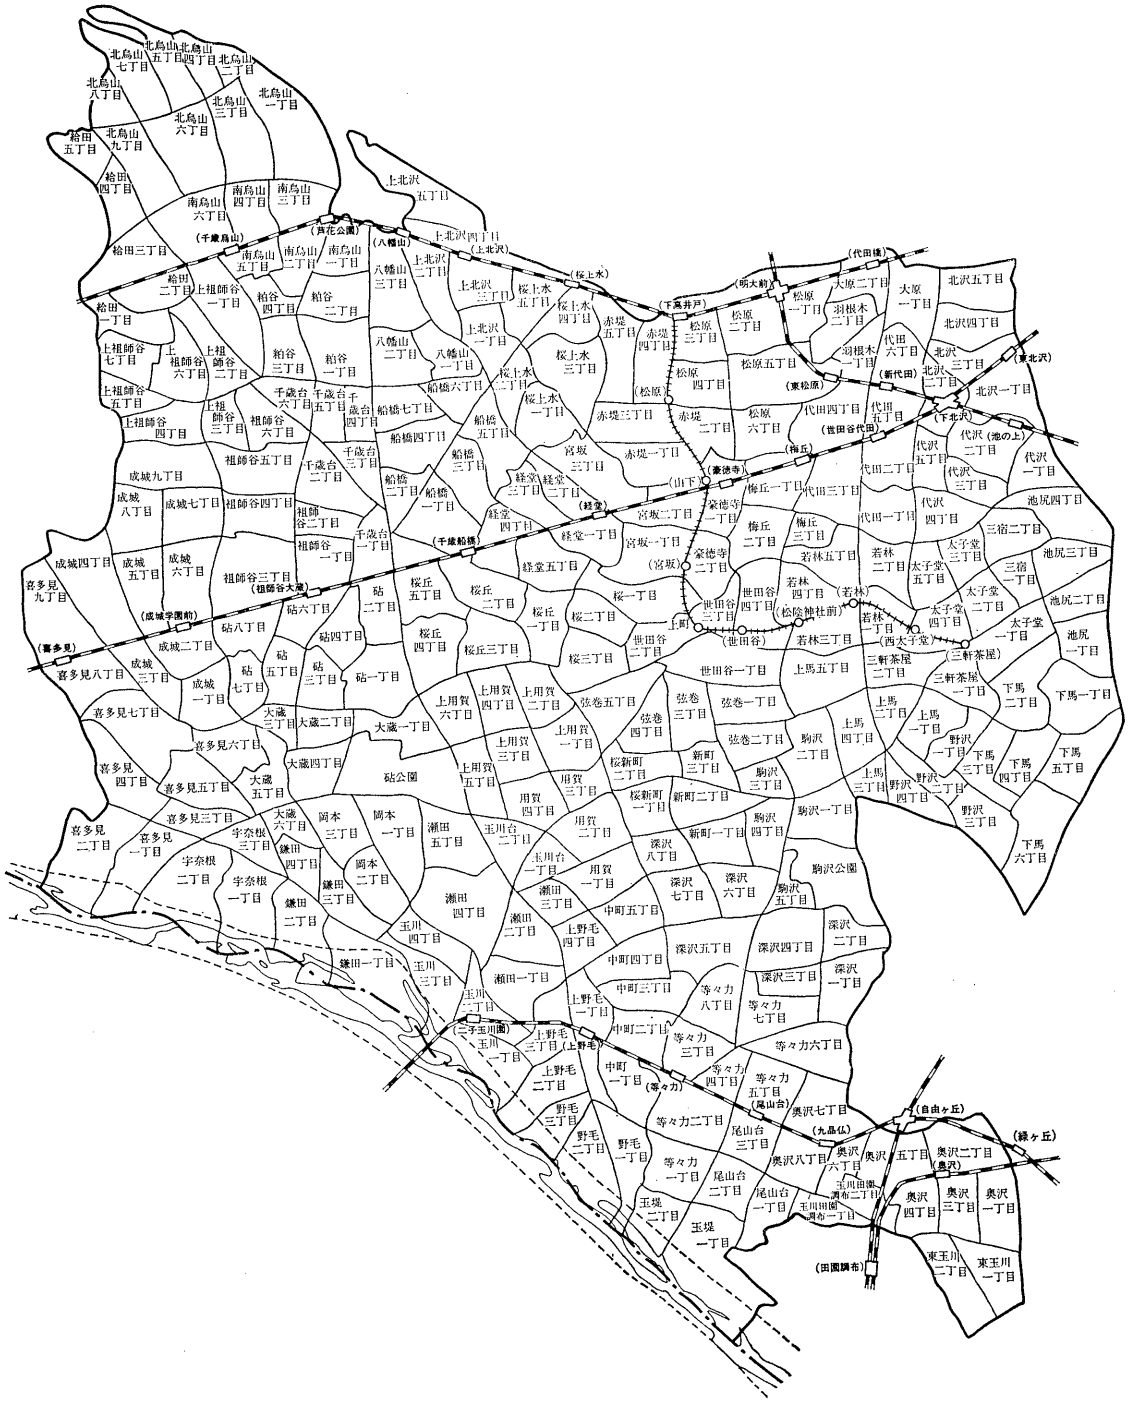 北烏山
七丁目
北烏山
五丁目
北烏山
四丁目
北烏山
二丁目
北烏山
八丁目
北烏山
三丁目
北烏山
一丁目
北烏山
六丁目
北烏山
九丁目
給田
五丁目
給田
四丁目
南烏山
六丁目
南烏山
四丁目
南烏山
三丁目
上北沢
五丁目
(千歳烏山)
(芦花公園)
(八幡山)
上北沢四丁目
(上北沢)
給田三丁目
南烏山
五丁目
南烏山
二丁目
南烏山
一丁目
八幡山
三丁目
上北沢
二丁目
上北沢
三丁目
(桜上水)
桜上水
五丁目
桜上水
四丁目
給田
二丁目
給田
一丁目
上祖師谷
一丁目
粕谷
四丁目
粕谷
二丁目
上北沢
一丁目
(下高井戸)
(明大前)
(代田橋)
赤堤
五丁目
赤堤
四丁目
松原
三丁目
松原
二丁目
松原
一丁目
大原二丁目
大原
一丁目
北沢五丁目
羽根木
二丁目
羽根木
一丁目
代田
六丁目
北沢四丁目
北沢
三丁目
北沢
二丁目
北沢一丁目
(東北沢)
上祖師谷
七丁目
上
祖師谷
六丁目
上祖
師谷
二丁目
粕谷
三丁目
粕谷
一丁目
八幡山
二丁目
八幡山
一丁目
桜上水
三丁目
桜上水
二丁目
桜上水
一丁目
松原
四丁目
松原五丁目
(東松原)
(新代田)
(松原)
上祖師谷
五丁目
上祖師谷
四丁目
上祖
師谷
三丁目
祖師谷
六丁目
千歳台
六丁目
千歳台
五丁目
千
歳台
四丁目
船橋六丁目
船橋七丁目
船橋
五丁目
船橋四丁目
赤堤三丁目
赤堤
二丁目
赤堤一丁目
松原
六丁目
代田四丁目
代田
五丁目
(世田谷代田)
(下北沢)
(池の上)
代沢
五丁目
代沢
二丁目
代沢
三丁目
代沢
一丁目
代沢
四丁目
(梅丘)
(豪徳寺)
(山下)
代田二丁目
代田三丁目
代田一丁目
池尻四丁目
祖師谷五丁目
千歳台
三丁目
千歳台
二丁目
船橋
三丁目
船橋
二丁目
船橋
一丁目
宮坂
三丁目
経堂
三丁目
経堂
二丁目
経堂
四丁目
(経堂)
経堂一丁目
経堂五丁目
宮坂二丁目
宮坂一丁目
(宮坂)
豪徳寺
一丁目
豪徳寺
二丁目
梅丘一丁目
梅丘
二丁目
梅丘
三丁目
成城九丁目
成城
八丁目
成城七丁目
祖師谷四丁目
祖師
谷二丁目
祖師谷
一丁目
千歳台
一丁目
(千歳船橋)
成城四丁目
成城
五丁目
成城
六丁目
祖師谷三丁目
(祖師谷大蔵)
(成城学園前)
(喜多見)
喜多見
九丁目
喜多見八丁目
喜多見七丁目
成城二丁目
成城
三丁目
成城
一丁目
砧八丁目
砧
七丁目
砧六丁目
砧
五丁目
砧四丁目
砧
三丁目
砧
二丁目
砧一丁目
桜丘
五丁目
桜丘
四丁目
桜丘
二丁目
桜丘
一丁目
桜丘三丁目
桜一丁目
桜二丁目
桜三丁目
世田谷
二丁目
世田谷
三丁目
世田谷
四丁目
世田谷一丁目
上町
(世田谷)
(松陰神社前)
(若林)
若林五丁目
若林
四丁目
若林
二丁目
若林
一丁目
若林三丁目
(西太子堂)
(三軒茶屋)
太子堂
三丁目
太子堂
五丁目
太子堂
二丁目
太子堂
四丁目
太子堂
一丁目
三宿二丁目
三宿
一丁目
池尻三丁目
池尻二丁目
池尻
一丁目
三軒茶屋
二丁目
三軒茶屋
一丁目
上馬五丁目
上馬
四丁目
上馬
二丁目
上馬
一丁目
上馬
三丁目
下馬
二丁目
下馬一丁目
下馬
三丁目
下馬
四丁目
下馬
五丁目
下馬
六丁目
野沢
一丁目
野沢
二丁目
野沢
四丁目
野沢
三丁目
大蔵
三丁目
大蔵二丁目
大蔵一丁目
大蔵四丁目
大蔵
五丁目
大蔵
六丁目
砧公園
喜多見六丁目
喜多見
四丁目
喜多見五丁目
喜多見三丁目
喜多見
二丁目
喜多見
一丁目
宇奈根
三丁目
宇奈根
二丁目
宇奈根
一丁目
上用賀
六丁目
上用賀
四丁目
上用賀
二丁目
上用賀
三丁目
上用賀
一丁目
上用賀
五丁目
弦巻五丁目
弦巻
四丁目
弦巻
三丁目
弦巻一丁目
弦巻二丁目
桜新町
二丁目
桜新町
一丁目
新町
三丁目
新町二丁目
新町一丁目
駒沢
二丁目
駒沢
三丁目
駒沢一丁目
駒沢
四丁目
駒沢公園
駒沢
五丁目
用賀
三丁目
用賀
四丁目
用賀
二丁目
用賀
一丁目
玉川台
二丁目
玉川台
一丁目
岡本
三丁目
岡本
一丁目
岡本
二丁目
鎌田
四丁目
鎌田
三丁目
鎌田
二丁目
鎌田一丁目
瀬田
五丁目
瀬田
四丁目
瀬田
三丁目
瀬田
二丁目
瀬田一丁目
深沢
八丁目
深沢
七丁目
深沢
六丁目
深沢五丁目
深沢四丁目
深沢
二丁目
深沢三丁目
深沢
一丁目
中町五丁目
中町四丁目
中町三丁目
中町二丁目
中町
一丁目
上野毛
四丁目
上野毛
一丁目
上野毛
三丁目
上野毛
二丁目
(上野毛)
玉川
四丁目
玉川
三丁目
玉川
二丁目
玉川
一丁目
(二子玉川園)
等々力
八丁目
等々力
七丁目
等々力六丁目
等々力
三丁目
等々力
四丁目
等々力
五丁目
(等々力)
等々力二丁目
等々力
一丁目
野毛
三丁目
野毛
二丁目
野毛
一丁目
(尾山台)
尾山台
三丁目
尾山台
二丁目
尾山台
一丁目
玉堤
二丁目
玉堤
一丁目
(九品仏)
(自由ヶ丘)
(緑ヶ丘)
奥沢七丁目
奥沢八丁目
奥沢
六丁目
奥沢
五丁目
奥沢二丁目
(奥沢)
奥沢
四丁目
奥沢
三丁目
奥沢
一丁目
玉川田園
調布二丁目
玉川田園
調布一丁目
(田園調布)
東玉川
二丁目
東玉川
一丁目